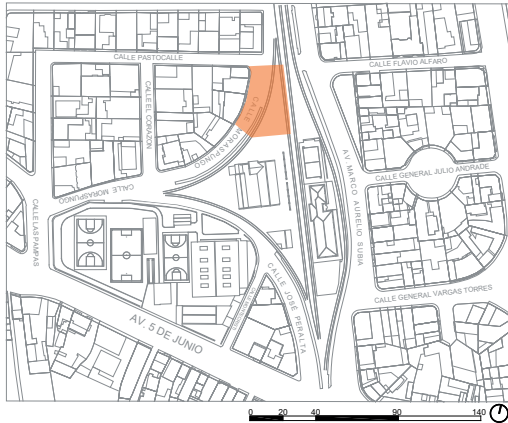 CALLE PASTOCALLE
CALLE FLAVIO ALFARO
CALLE EL CORAZON
CALLE
MORASPUNGO
AV. MARCO AURELIO SUBIA
CALLE GENERAL JULIO ANDRADE
CALLE MORASPUNGO
CALLE LAS PAMPAS
CALLE JOSÉ PERALTA
CALLE GENERAL VARGAS TORRES
AV. 5 DE JUNIO
0 20 40 90 140